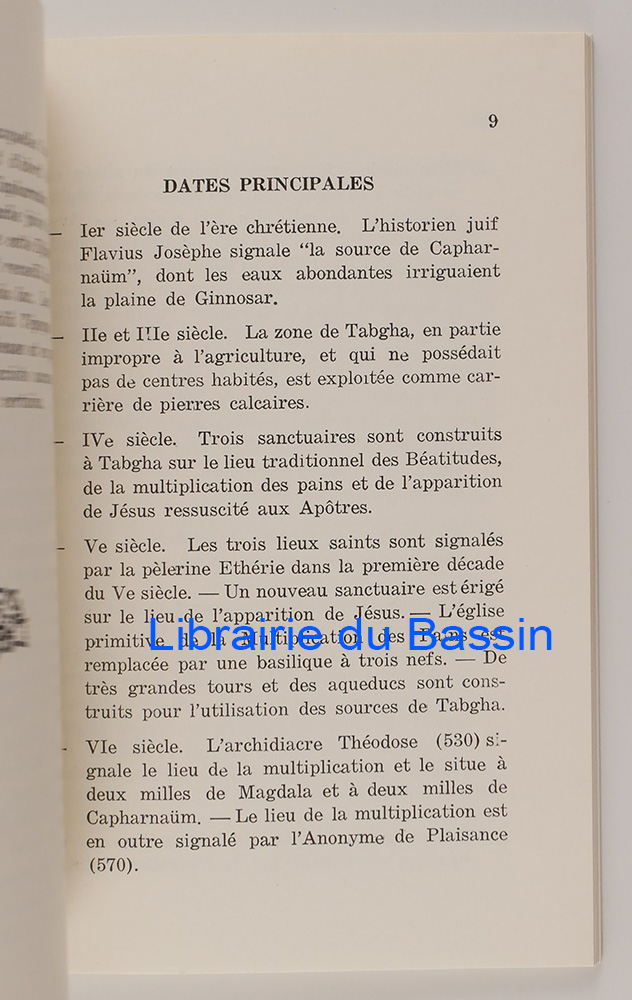 9
DATES PRINCIPALES
— Ier siècle de l'ère chrétienne. L'historien juif
Flavius Josèphe signale "la source de Caphar-
naüm", dont les eaux abondantes irriguaient
la plaine de Ginnosar.
— IIe et IIIe siècle. La zone de Tabgha, en partie
impropre à l'agriculture, et qui ne possédait
pas de centres habités, est exploitée comme car-
rière de pierres calcaires.
— IVe siècle. Trois sanctuaires sont construits
à Tabgha sur le lieu traditionnel des Béatitudes,
de la multiplication des pains et de l'apparition
de Jésus ressuscité aux Apôtres.
— Ve siècle. Les trois lieux saints sont signalés
par la pèlerine Ethérie dans la première décade
du Ve siècle. — Un nouveau sanctuaire est érigé
sur le lieu de l'apparition de Jésus. — L'église
primitive de la Multiplication des Pains est
Librairie du Bassin
remplacée par une basilique à trois nefs. — De
très grandes tours et des aqueducs sont cons-
truits pour l'utilisation des sources de Tabgha.
- VIe siècle. L'archidiacre Théodose (530) si-
gnale le lieu de la multiplication et le situe à
deux milles de Magdala et à deux milles de
Capharnaüm. — Le lieu de la multiplication est
en outre signalé par l'Anonyme de Plaisance
(570).